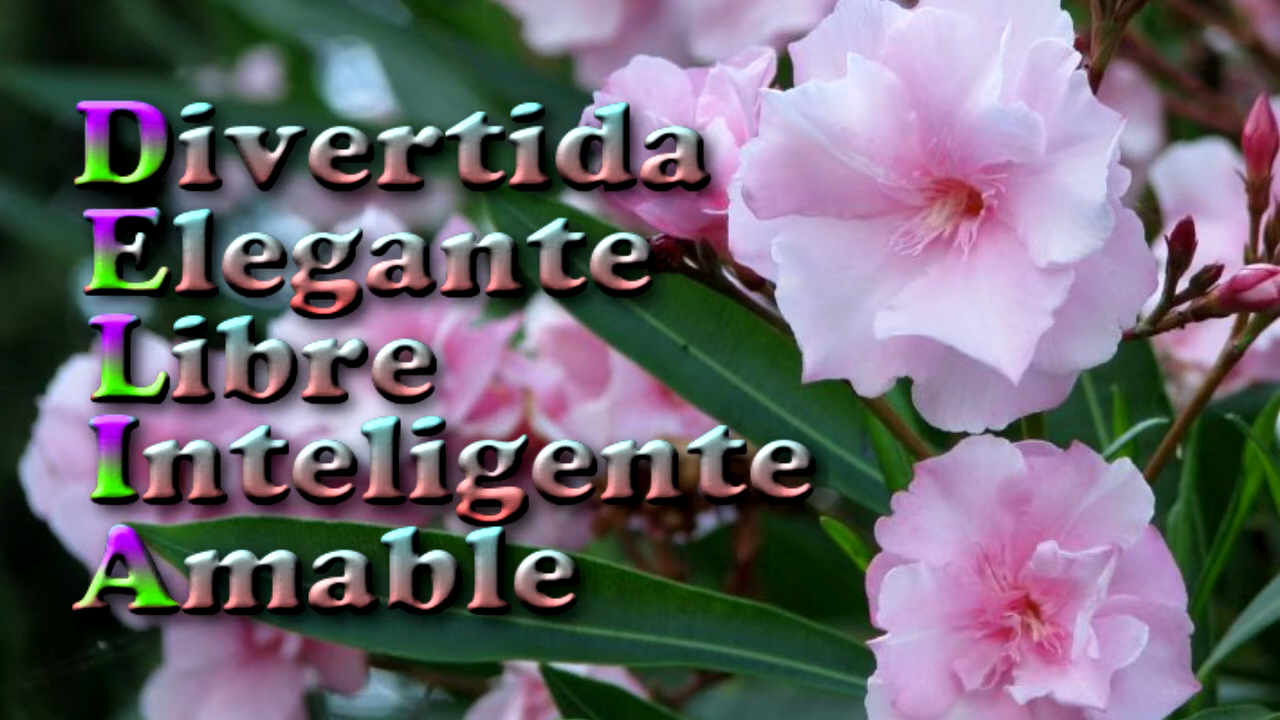 Divertida
Elegante
Libre
Inteligente
Amable